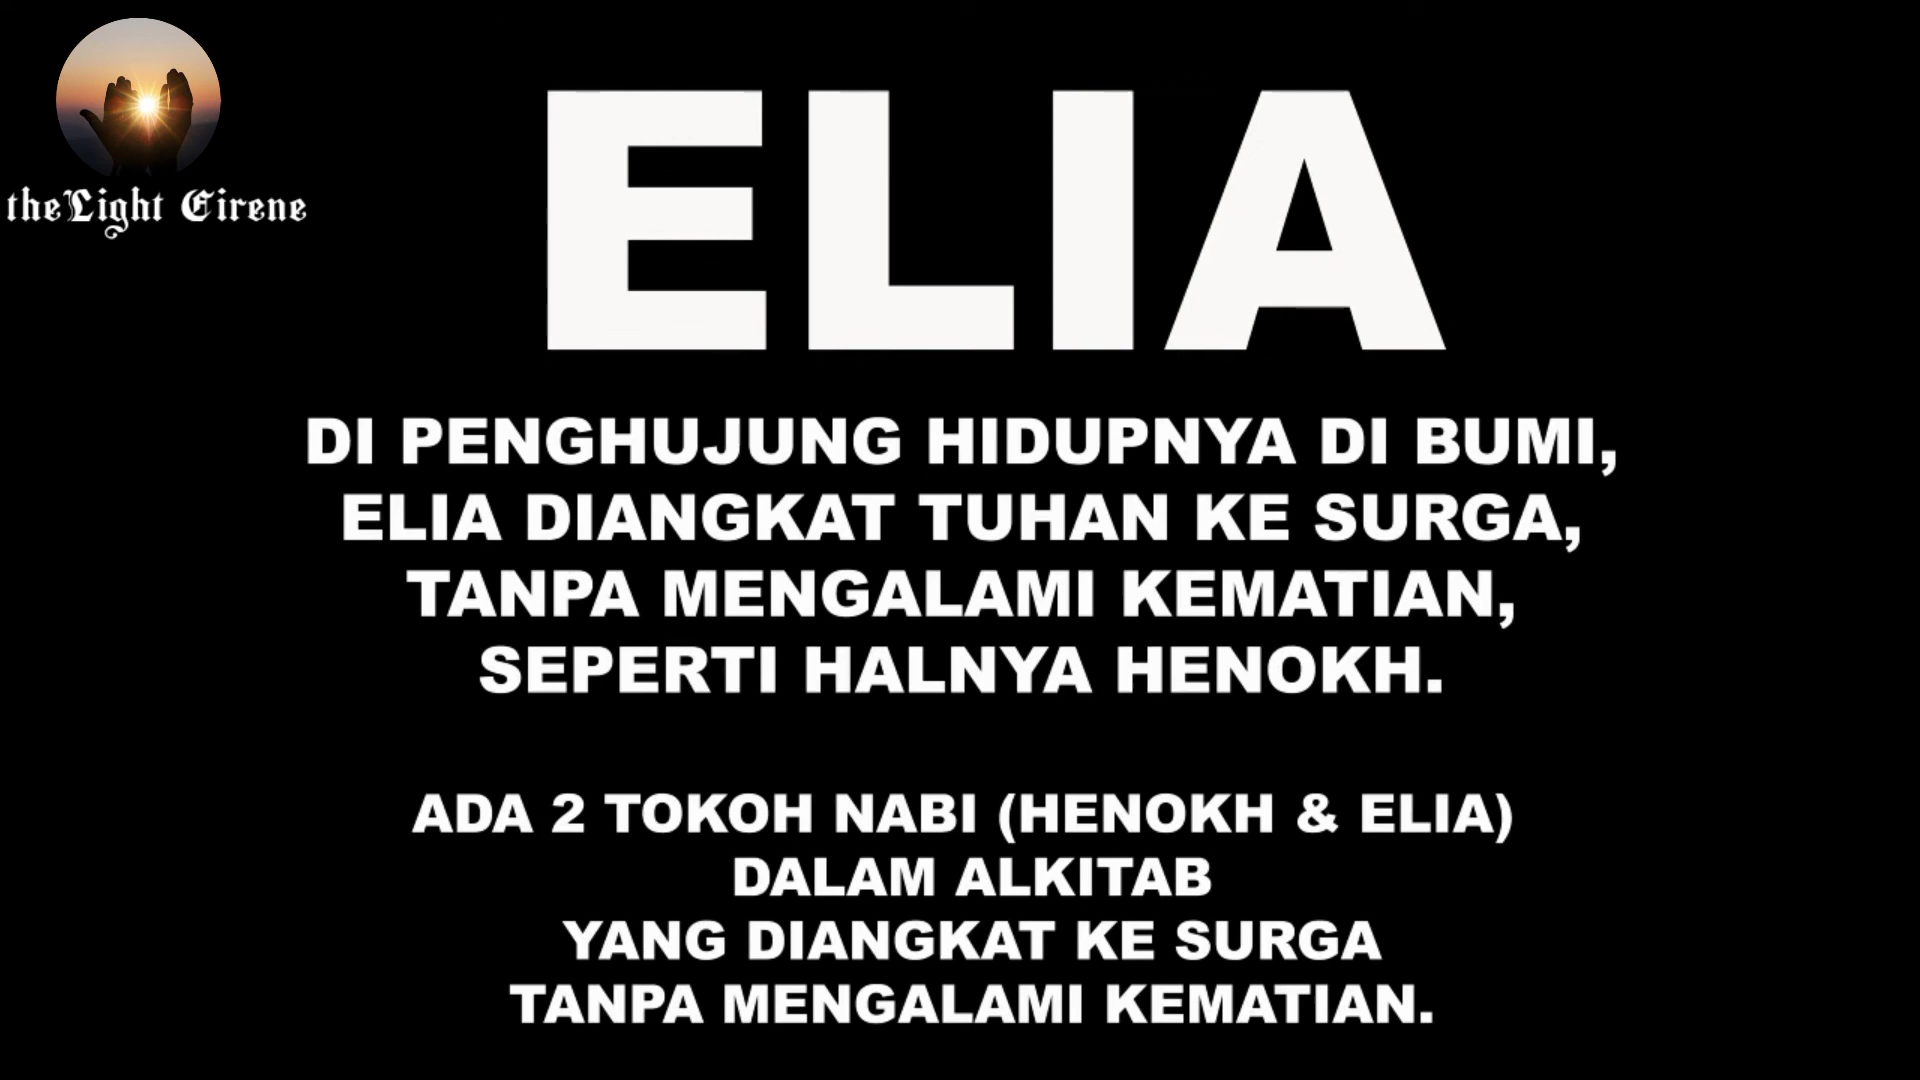 theLight Eirene
ELIA
DI PENGHUJUNG HIDUPNYA DI BUMI,
ELIA DIANGKAT TUHAN KE SURGA,
TANPA MENGALAMI KEMATIAN,
SEPERTI HALNYA HENOKH.
ADA 2 TOKOH NABI (HENOKH & ELIA)
DALAM ALKITAB
YANG DIANGKAT KE SURGA
TANPA MENGALAMI KEMATIAN.